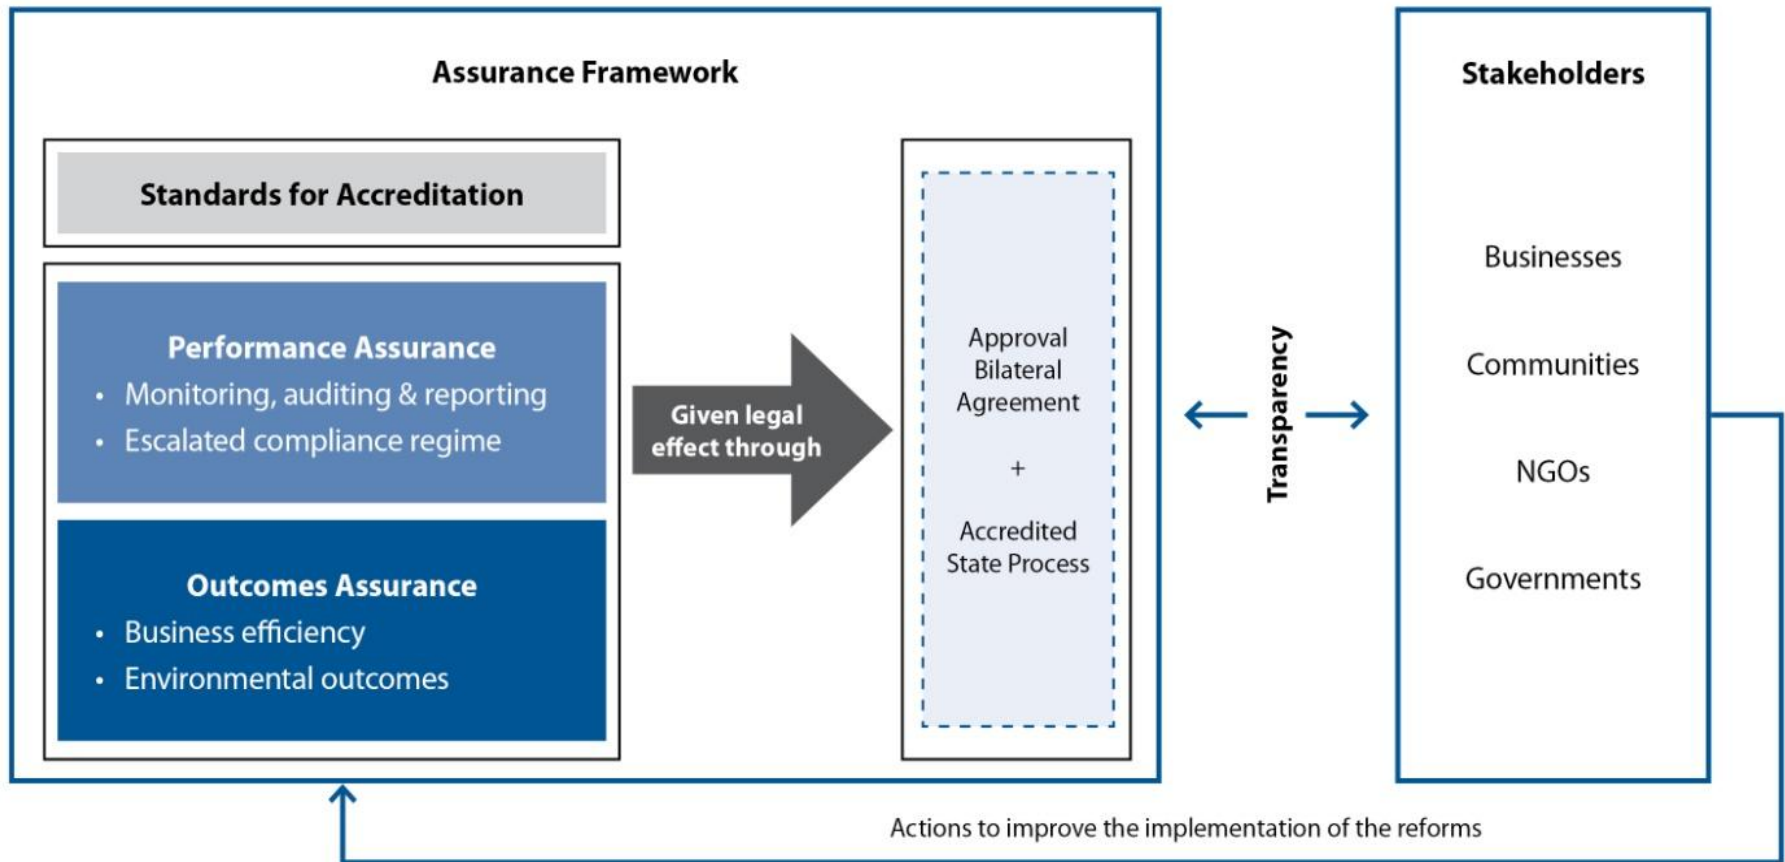 Assurance Framework
Standards for Accreditation
Performance Assurance
• Monitoring, auditing & reporting
• Escalated compliance regime
Outcomes Assurance
• Business efficiency
• Environmental outcomes
Given legal
effect through
Approval
Bilateral
Agreement
+
Accredited
State Process
Transparency
Stakeholders
Businesses
Communities
NGOs
Governments
Actions to improve the implementation of the reforms